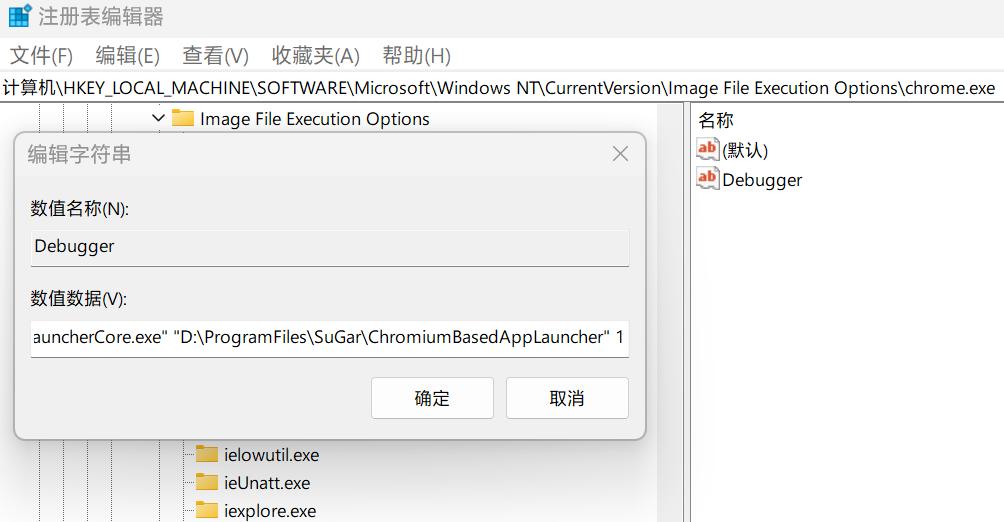 注册表编辑器
文件(F) 编辑(E) 查看(V) 收藏夹(A) 帮助(H)
计算机\HKEY_LOCAL_MACHINE\SOFTWARE\Microsoft\Windows NT\CurrentVersion\Image File Execution Options\chrome.exe
Image File Execution Options
名称
(默认)
Debugger
编辑字符串
数值名称(N):
Debugger
数值数据(V):
auncherCore.exe" "D:\ProgramFiles\SuGar\ChromiumBasedAppLauncher" 1
确定 取消
ielowutil.exe
ieUnatt.exe
iexplore.exe